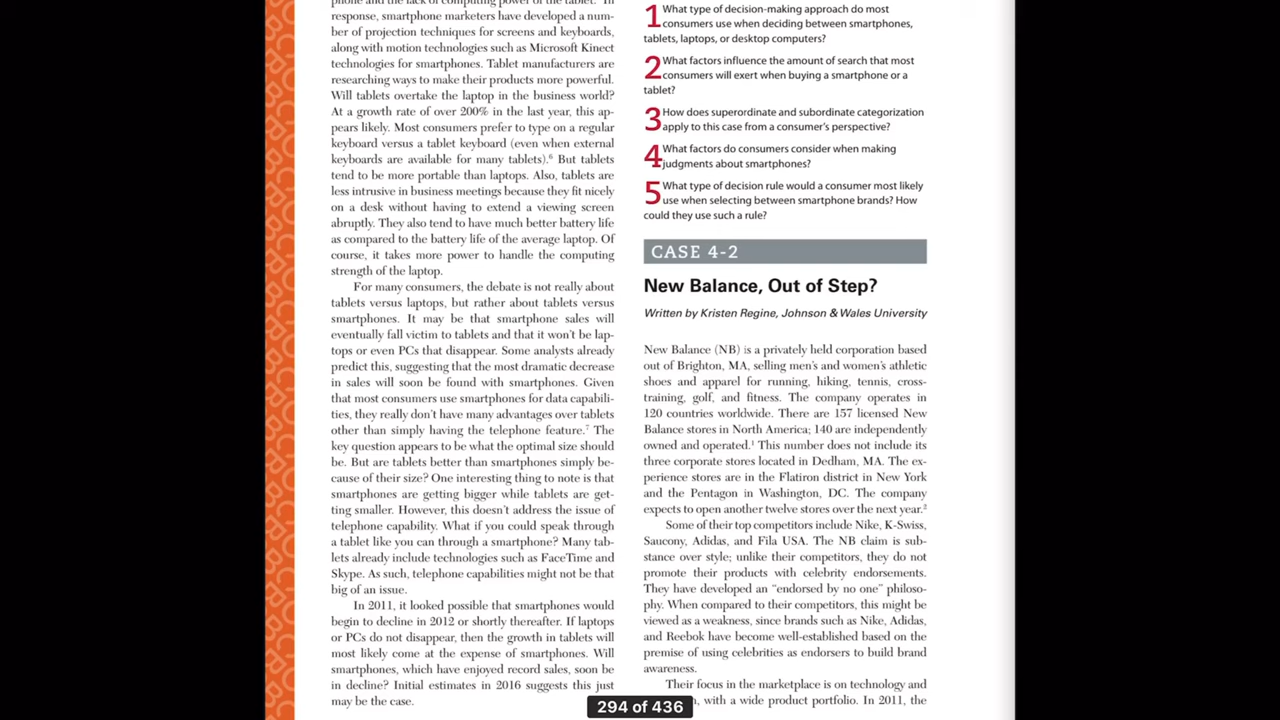 phone and the lack of computing power of the tablet. In
response, smartphone marketers have developed a num-
ber of projection techniques for screens and keyboards,
along with motion technologies such as Microsoft Kinect
technologies for smartphones. Tablet manufacturers are
researching ways to make their products more powerful.
Will tablets overtake the laptop in the business world?
At a growth rate of over 200% in the last year, this ap-
pears likely. Most consumers prefer to type on a regular
keyboard versus a tablet keyboard (even when external
keyboards are available for many tablets).6 But tablets
tend to be more portable than laptops. Also, tablets are
less intrusive in business meetings because they fit nicely
on a desk without having to extend a viewing screen
abruptly. They also tend to have much better battery life
as compared to the battery life of the average laptop. Of
course, it takes more power to handle the computing
strength of the laptop.
For many consumers, the debate is not really about
tablets versus laptops, but rather about tablets versus
smartphones. It may be that smartphone sales will
eventually fall victim to tablets and that it won't be lap-
tops or even PCs that disappear. Some analysts already
predict this, suggesting that the most dramatic decrease
in sales will soon be found with smartphones. Given
that most consumers use smartphones for data capabili-
ties, they really don't have many advantages over tablets
other than simply having the telephone feature.7 The
key question appears to be what the optimal size should
be. But are tablets better than smartphones simply be-
cause of their size? One interesting thing to note is that
smartphones are getting bigger while tablets are get-
ting smaller. However, this doesn't address the issue of
telephone capability. What if you could speak through
a tablet like you can through a smartphone? Many tab-
lets already include technologies such as FaceTime and
Skype. As such, telephone capabilities might not be that
big of an issue.
In 2011, it looked possible that smartphones would
begin to decline in 2012 or shortly thereafter. If laptops
or PCs do not disappear, then the growth in tablets will
most likely come at the expense of smartphones. Will
smartphones, which have enjoyed record sales, soon be
in decline? Initial estimates in 2016 suggests this just
may be the case.
1 What type of decision-making approach do most
consumers use when deciding between smartphones,
tablets, laptops, or desktop computers?
2 What factors influence the amount of search that most
consumers will exert when buying a smartphone or a
tablet?
3 How does superordinate and subordinate categorization
apply to this case from a consumer's perspective?
4 What factors do consumers consider when making
judgments about smartphones?
5 What type of decision rule would a consumer most likely
use when selecting between smartphone brands? How
could they use such a rule?
CASE 4-2
New Balance, Out of Step?
Written by Kristen Regine, Johnson & Wales University
New Balance (NB) is a privately held corporation based
out of Brighton, MA, selling men's and women's athletic
shoes and apparel for running, hiking, tennis, cross-
training, golf, and fitness. The company operates in
120 countries worldwide. There are 157 licensed New
Balance stores in North America; 140 are independently
owned and operated.1 This number does not include its
three corporate stores located in Dedham, MA. The ex-
perience stores are in the Flatiron district in New York
and the Pentagon in Washington, DC. The company
expects to open another twelve stores over the next year.2
Some of their top competitors include Nike, K-Swiss,
Saucony, Adidas, and Fila USA. The NB claim is sub-
stance over style; unlike their competitors, they do not
promote their products with celebrity endorsements.
They have developed an "endorsed by no one" philoso-
phy. When compared to their competitors, this might be
viewed as a weakness, since brands such as Nike, Adidas,
and Reebok have become well-established based on the
premise of using celebrities as endorsers to build brand
awareness.
Their focus in the marketplace is on technology and
, with a wide product portfolio. In 2011, the
294 of 436